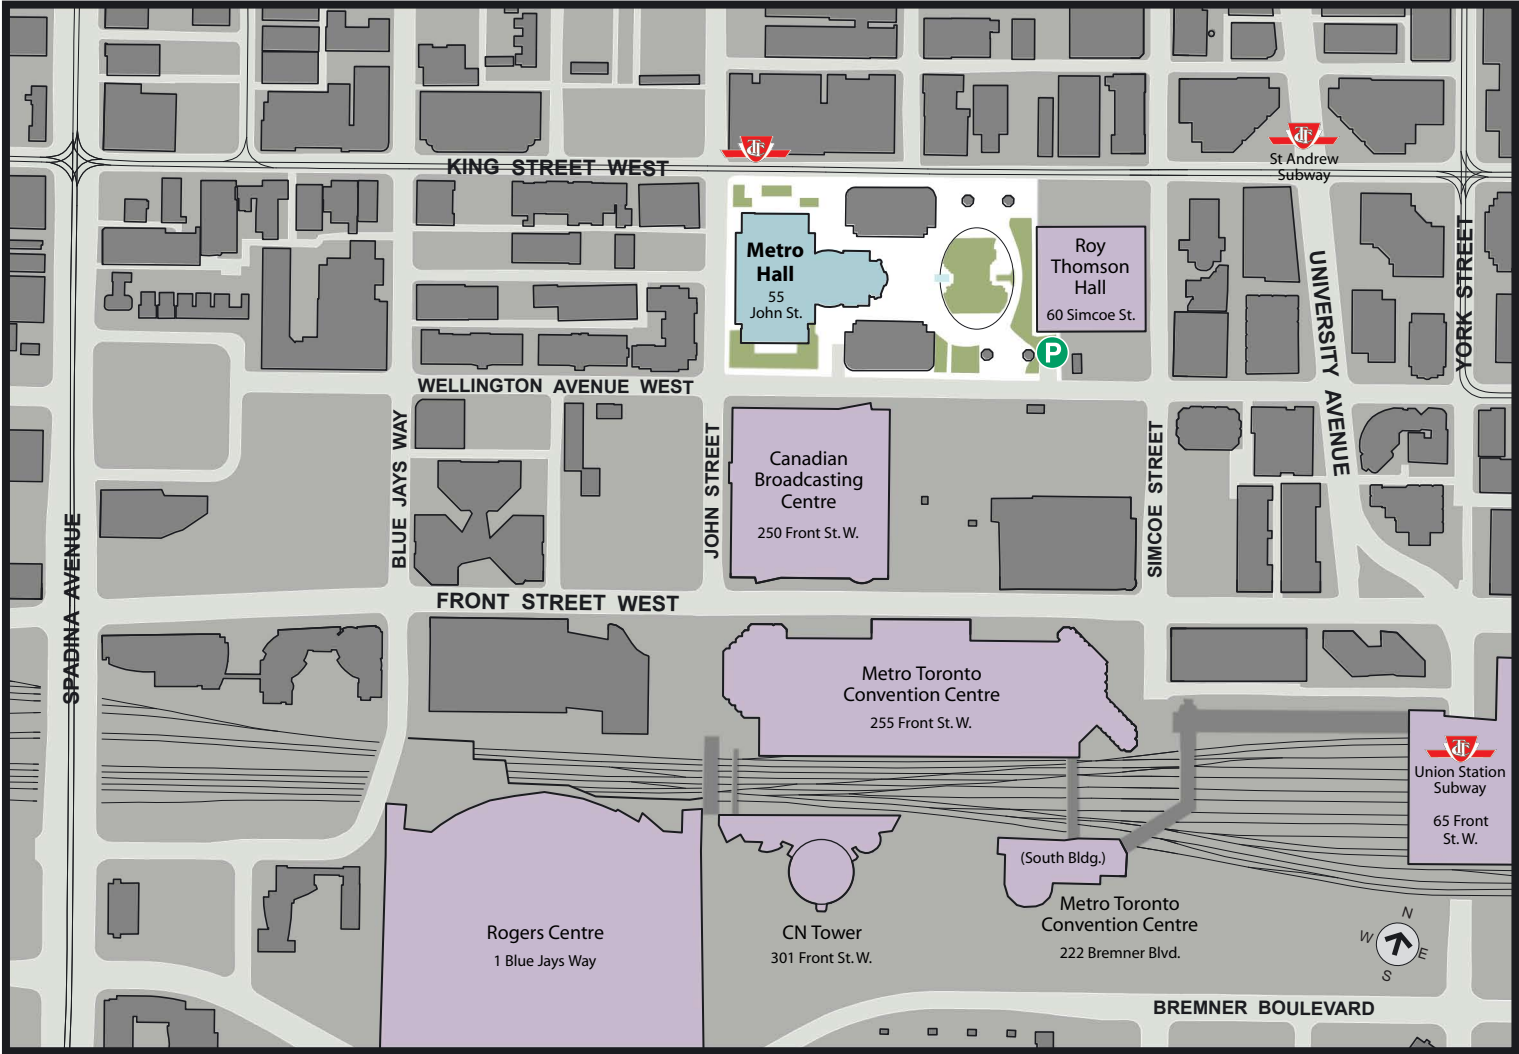 KING STREET WEST
St Andrew
Subway
Metro
Hall
55
John St.
Roy
Thomson
Hall
60 Simcoe St.
P
UNIVERSITY AVENUE
YORK STREET
WELLINGTON AVENUE WEST
BLUE JAYS WAY
JOHN STREET
SIMCOE STREET
SPADINA AVENUE
Canadian
Broadcasting
Centre
250 Front St. W.
FRONT STREET WEST
Metro Toronto
Convention Centre
255 Front St. W.
Union Station
Subway
65 Front
St. W.
(South Bldg.)
Metro Toronto
Convention Centre
222 Bremner Blvd.
Rogers Centre
1 Blue Jays Way
CN Tower
301 Front St. W.
N
W
E
S
BREMNER BOULEVARD